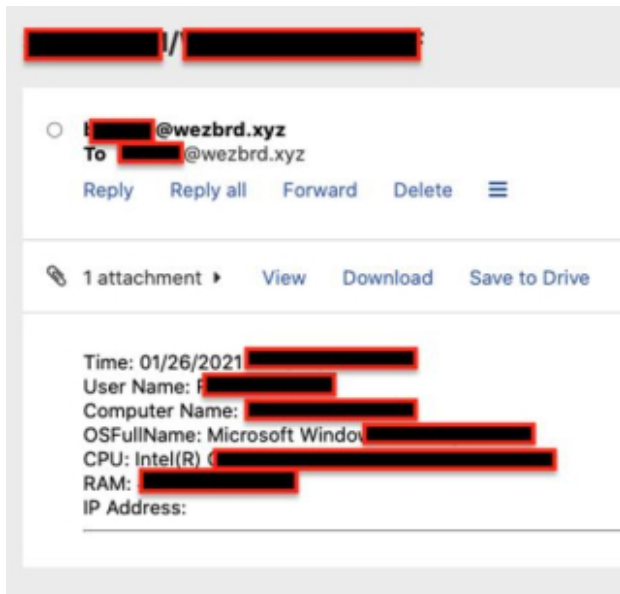 /
@wezbrd.xyz
To @wezbrd.xyz
Reply Reply all Forward Delete
1 attachment View Download Save to Drive
Time: 01/26/2021
User Name:
Computer Name:
OSFullName: Microsoft Window
CPU: Intel(R)
RAM:
IP Address: